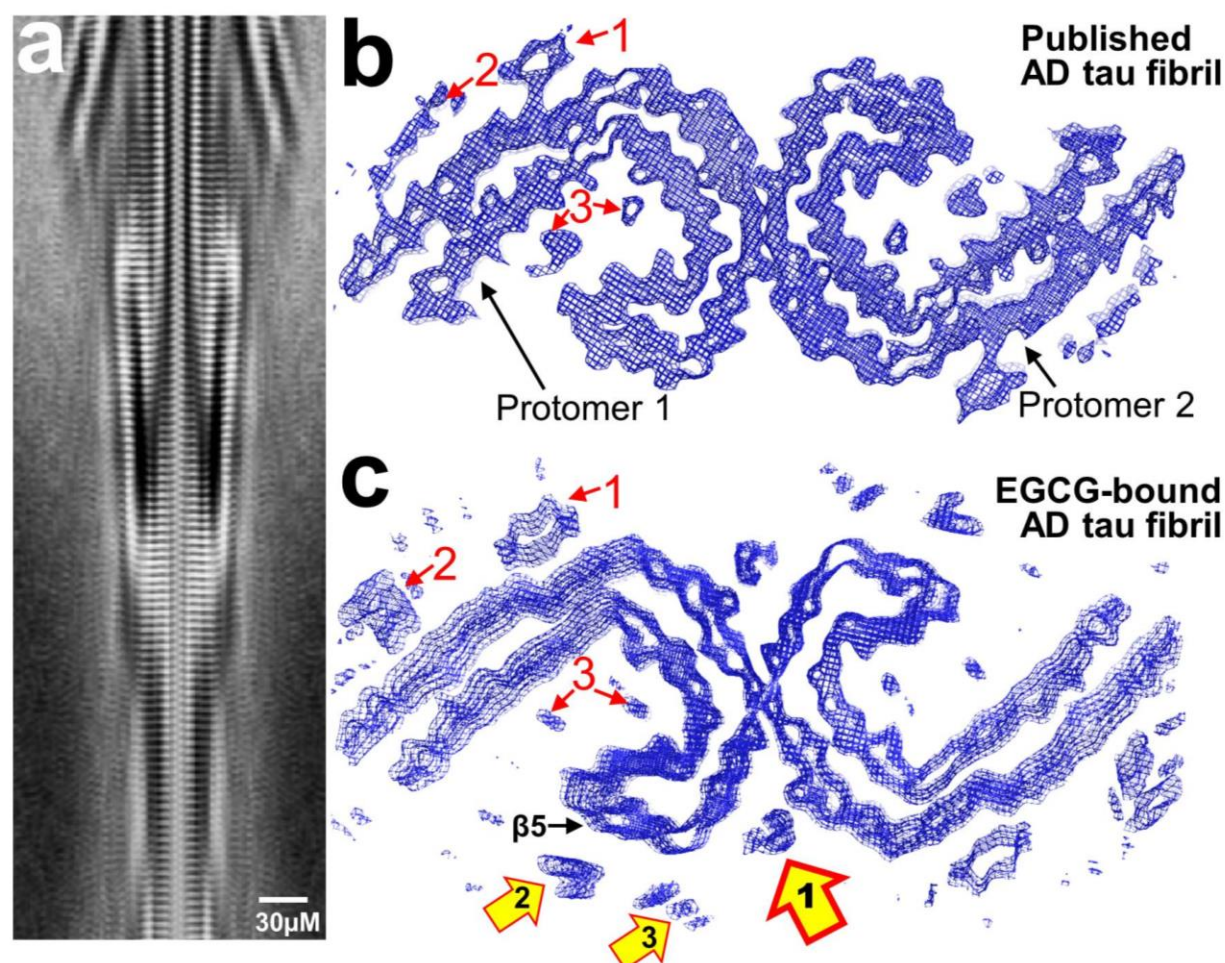 a
30µM
b
Published
AD tau fibril
1
2
3
Protomer 1
Protomer 2
c
EGCG-bound
AD tau fibril
1
2
3
β5
2
3
1